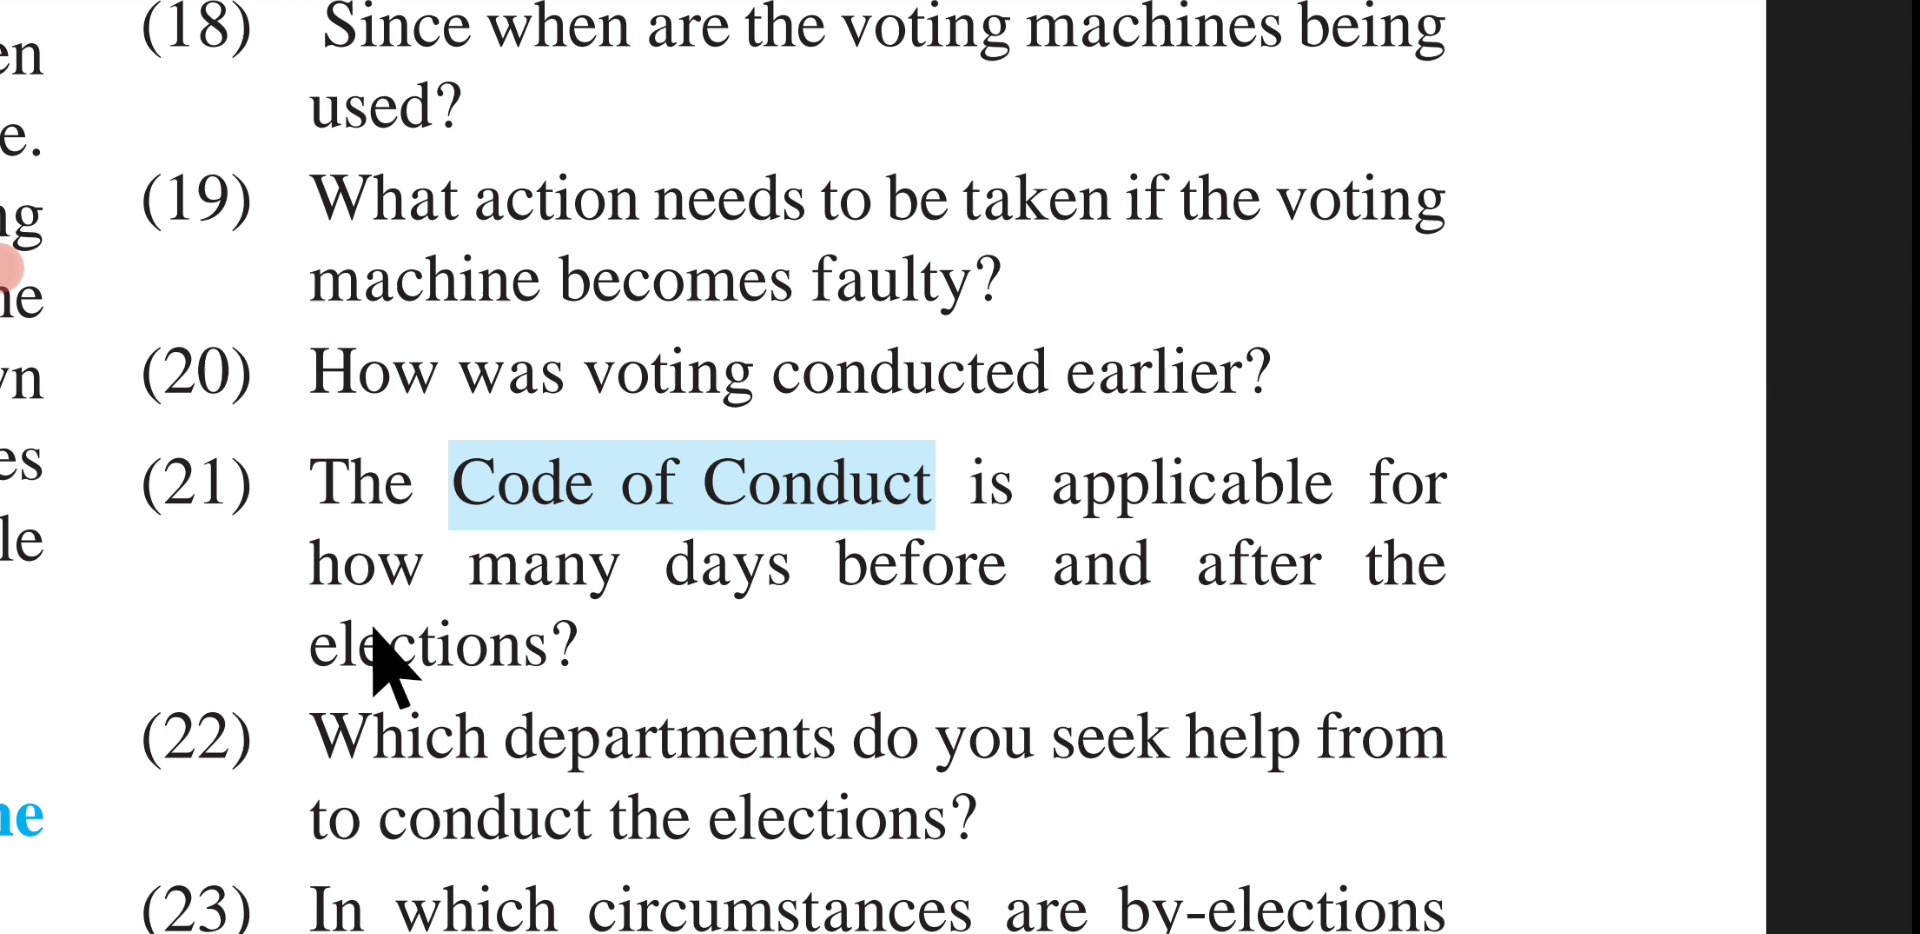 (18) Since when are the voting machines being
used?
(19) What action needs to be taken if the voting
machine becomes faulty?
(20) How was voting conducted earlier?
(21) The Code of Conduct is applicable for
how many days before and after the
elections?
(22) Which departments do you seek help from
to conduct the elections?
(23) In which circumstances are by-elections